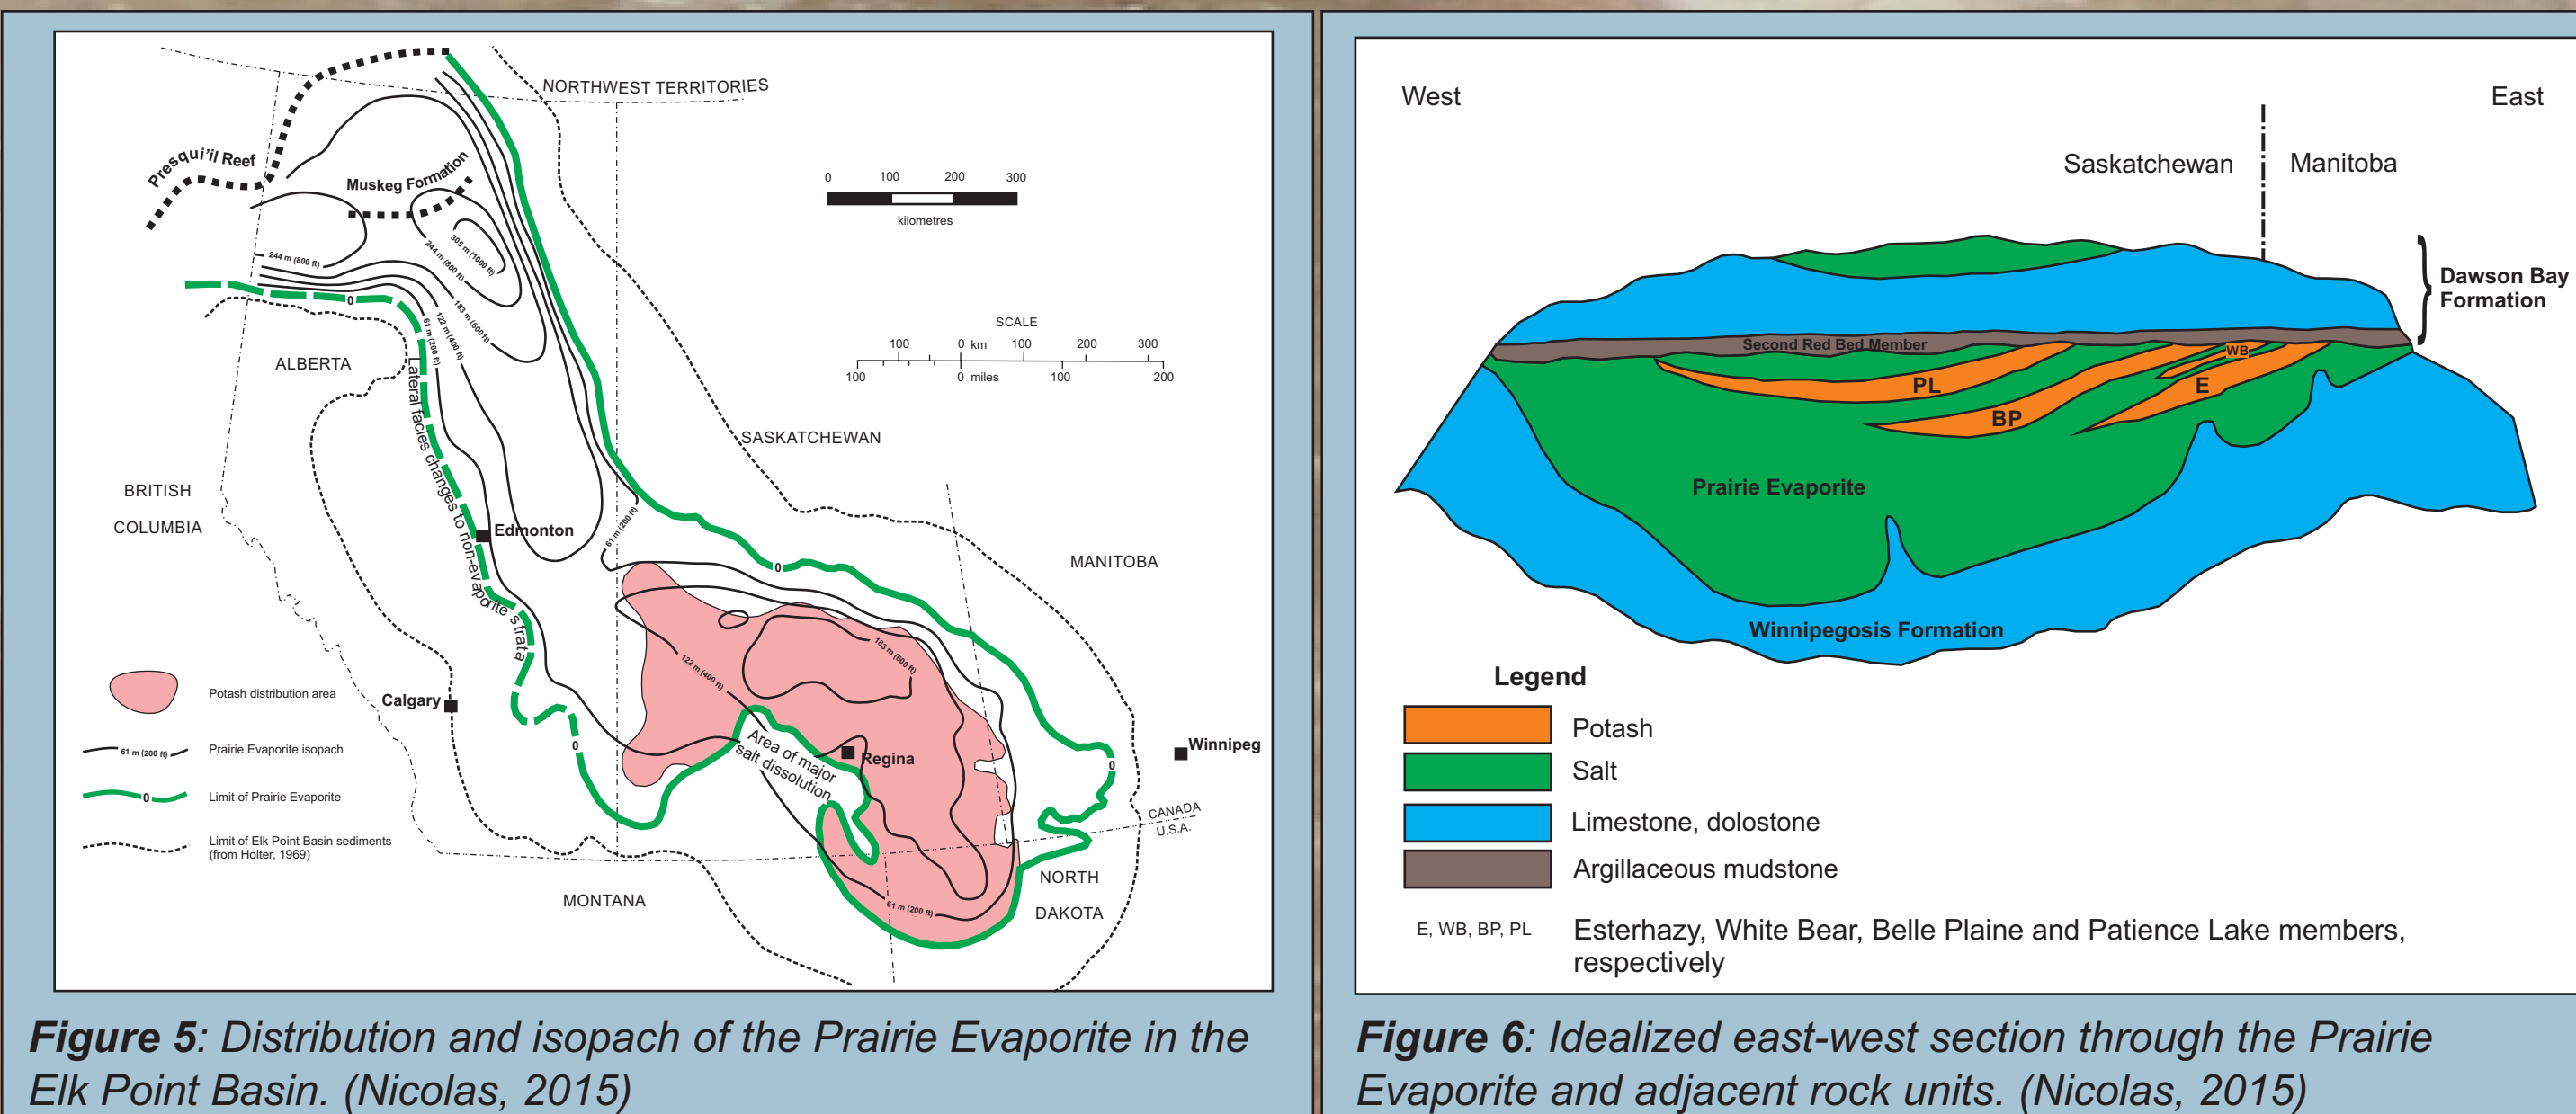 NORTHWEST TERRITORIES
Presqui'il Reef
Muskeg Formation
0 100 200 300
kilometres
244 m (800 ft)
244 m (800 ft)
305 m (1000 ft)
0
61 m (200 ft)
122 m (400 ft)
183 m (600 ft)
SCALE
100 0 km 100 200 300
100 0 miles 100 200
ALBERTA
Lateral facies changes to non-evaporite strata
SASKATCHEWAN
BRITISH
COLUMBIA
Edmonton
61 m (200 ft)
0
MANITOBA
122 m (400 ft)
183 m (600 ft)
Calgary
0
Area of major
salt dissolution
Regina
Winnipeg
0
CANADA
U.S.A.
MONTANA
61 m (200 ft)
NORTH
DAKOTA
Potash distribution area
61 m (200 ft)
Prairie Evaporite isopach
0
Limit of Prairie Evaporite
Limit of Elk Point Basin sediments
(from Holter, 1969)
Figure 5: Distribution and isopach of the Prairie Evaporite in the
Elk Point Basin. (Nicolas, 2015)
West
East
Saskatchewan
Manitoba
Dawson Bay
Formation
Second Red Bed Member
WB
PL
E
BP
Prairie Evaporite
Winnipegosis Formation
Legend
Potash
Salt
Limestone, dolostone
Argillaceous mudstone
E, WB, BP, PL
Esterhazy, White Bear, Belle Plaine and Patience Lake members,
respectively
Figure 6: Idealized east-west section through the Prairie
Evaporite and adjacent rock units. (Nicolas, 2015)